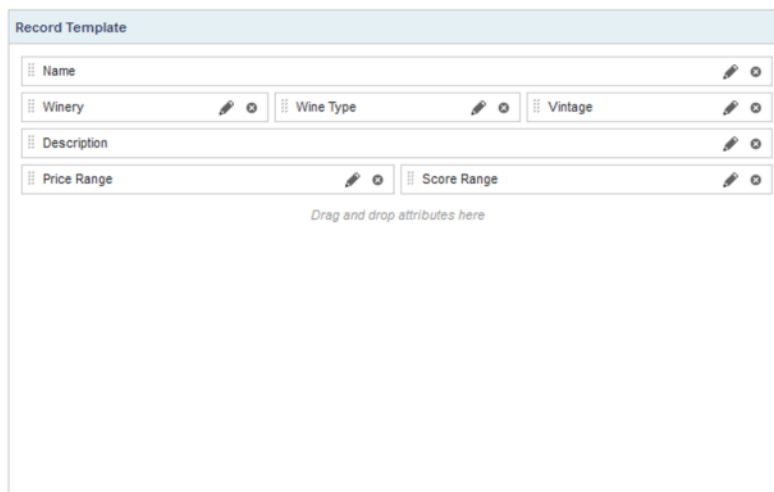 Record Template
Name
Winery Wine Type Vintage
Description
Price Range Score Range
Drag and drop attributes here